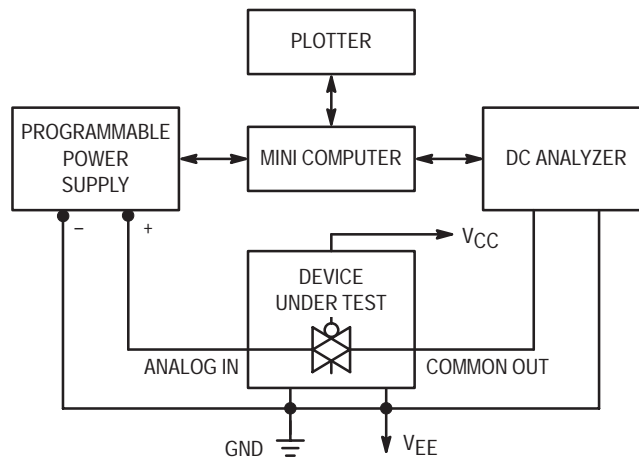 PLOTTER
PROGRAMMABLE
POWER
SUPPLY
MINI COMPUTER
DC ANALYZER
–
+
VCC
DEVICE
UNDER TEST
ANALOG IN
COMMON OUT
GND
VEE